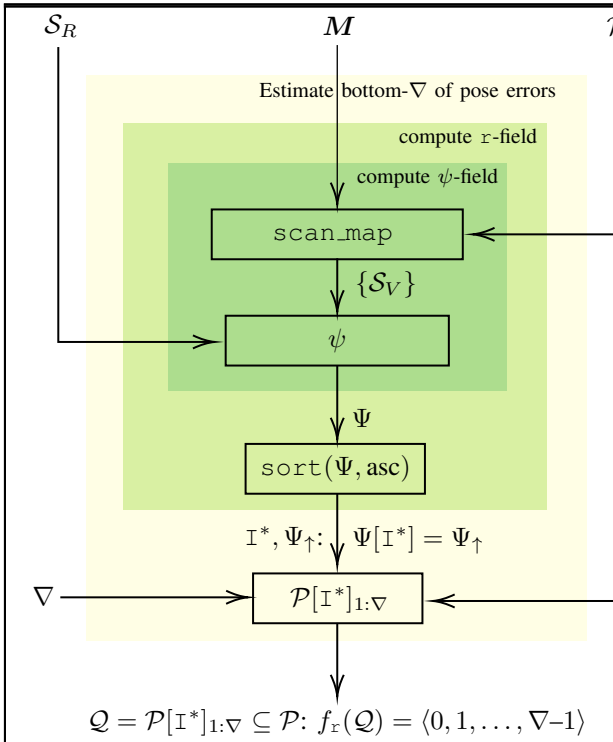 𝒮_R M
Estimate bottom-∇ of pose errors
compute r-field
compute ψ-field
scan_map
{𝒮_V}
ψ
Ψ
sort(Ψ, asc)
I*, Ψ↑: Ψ[I*] = Ψ↑
∇ 𝒫[I*]_{1:∇}
𝒬 = 𝒫[I*]_{1:∇} ⊆ 𝒫: f_r(𝒬) = ⟨0, 1, . . . , ∇–1⟩